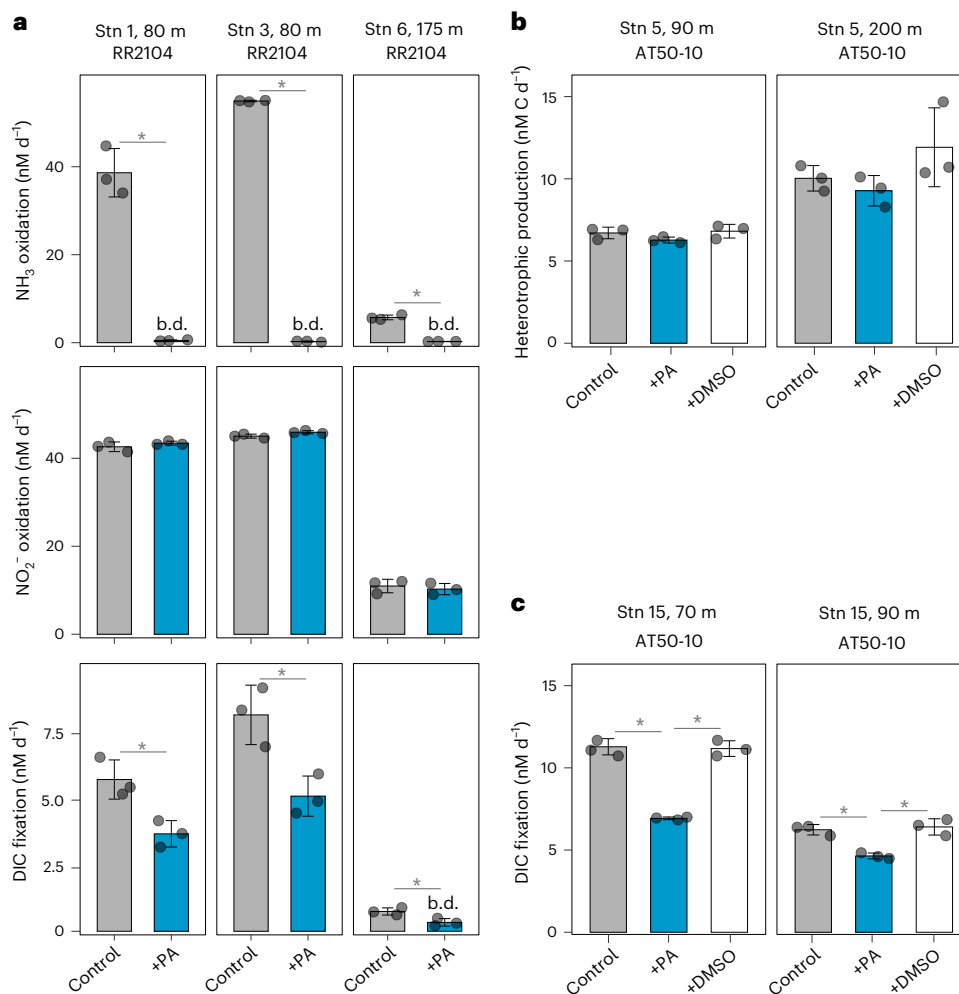 a
Stn 1, 80 m
RR2104
Stn 3, 80 m
RR2104
Stn 6, 175 m
RR2104
NH₃ oxidation (nM d⁻¹)
40
20
0
*
b.d.
*
b.d.
*
b.d.
NO₂⁻ oxidation (nM d⁻¹)
40
20
0
DIC fixation (nM d⁻¹)
7.5
5.0
2.5
0
*
*
*
b.d.
Control
+PA
Control
+PA
Control
+PA
b
Stn 5, 90 m
AT50-10
Stn 5, 200 m
AT50-10
Heterotrophic production (nM C d⁻¹)
15
10
5
0
Control
+PA
+DMSO
Control
+PA
+DMSO
c
Stn 15, 70 m
AT50-10
Stn 15, 90 m
AT50-10
DIC fixation (nM d⁻¹)
15
10
5
0
*
*
*
*
Control
+PA
+DMSO
Control
+PA
+DMSO